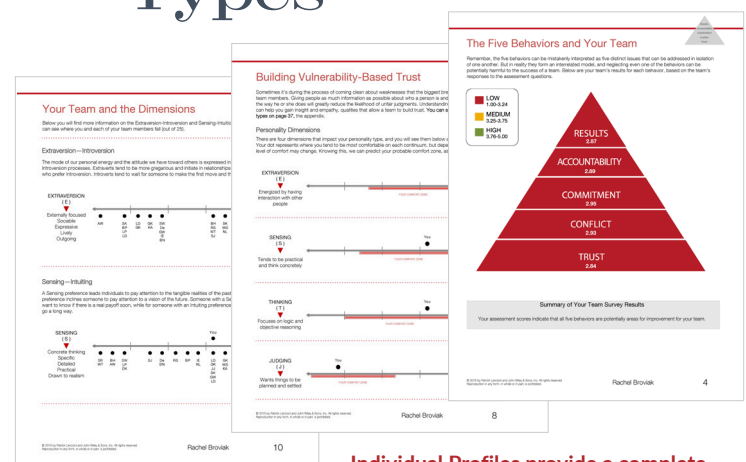 Types
Your Team and the Dimensions
Below you will find more information on the Extraversion-Introversion and Sensing-Intuitin
can see where you and each of your team members fall (out of 25).
Extraversion—Introversion
The mode of our personal energy and the attitude we have toward others is expressed in
Introversion processes. Extraverts tend to be more gregarious and initiate in relationships
who prefer Introversion. Introverts tend to wait for someone to make the first move and th
EXTRAVERSION
( E )
Externally focused
Sociable
Expressive
Lively
Outgoing
Sensing—Intuiting
A Sensing preference leads individuals to pay attention to the tangible realities of the past
preference inclines someone to pay attention to a vision of the future. Someone with a Se
want to know if there is a real payoff soon, while for someone with an intuiting preference
go a long way.
SENSING
( S )
You
Concrete thinking
Specific
Detailed
Practical
Drawn to realism
Rachel Broviak
10
Building Vulnerability-Based Trust
Sometimes it's during the process of coming clean about weaknesses that the biggest bre
team members. Giving people as much information as possible about who a person is and
the way he or she does will greatly reduce the likelihood of unfair judgments. Understandin
can help you gain insight and empathy, qualities that allow a team to build trust. You can s
types on page 37, the appendix.
Personality Dimensions
There are four dimensions that impact your personality type, and you will see them below o
Your dot represents where you tend to be most comfortable on each continuum, but depe
level of comfort may change. Knowing this, we can predict your probable comfort zone, as
EXTRAVERSION
( E )
Energized by having
interaction with other
people
YOUR COMFORT ZONE
SENSING
( S )
You
Tends to be practical
and think concretely
YOUR COMFORT ZONE
THINKING
( T )
You
Focuses on logic and
objective reasoning
YOUR COMFORT ZONE
JUDGING
( J )
You
Wants things to be
planned and settled
YOUR COMFORT ZONE
Rachel Broviak
8
The Five Behaviors and Your Team
Remember, the five behaviors can be mistakenly interpreted as five distinct issues that can be addressed in isolation
of one another. But in reality they form an interrelated model, and neglecting even one of the behaviors can be
potentially harmful to the success of a team. Below are your team's results for each behavior, based on the team's
responses to the assessment questions.
LOW
1.00-3.24
MEDIUM
3.25-3.75
HIGH
3.76-5.00
RESULTS
2.87
ACCOUNTABILITY
2.89
COMMITMENT
2.95
CONFLICT
2.93
TRUST
2.84
Summary of Your Team Survey Results
Your assessment scores indicate that all five behaviors are potentially areas for improvement for your team.
Rachel Broviak
4
Individual Profiles provide a complete